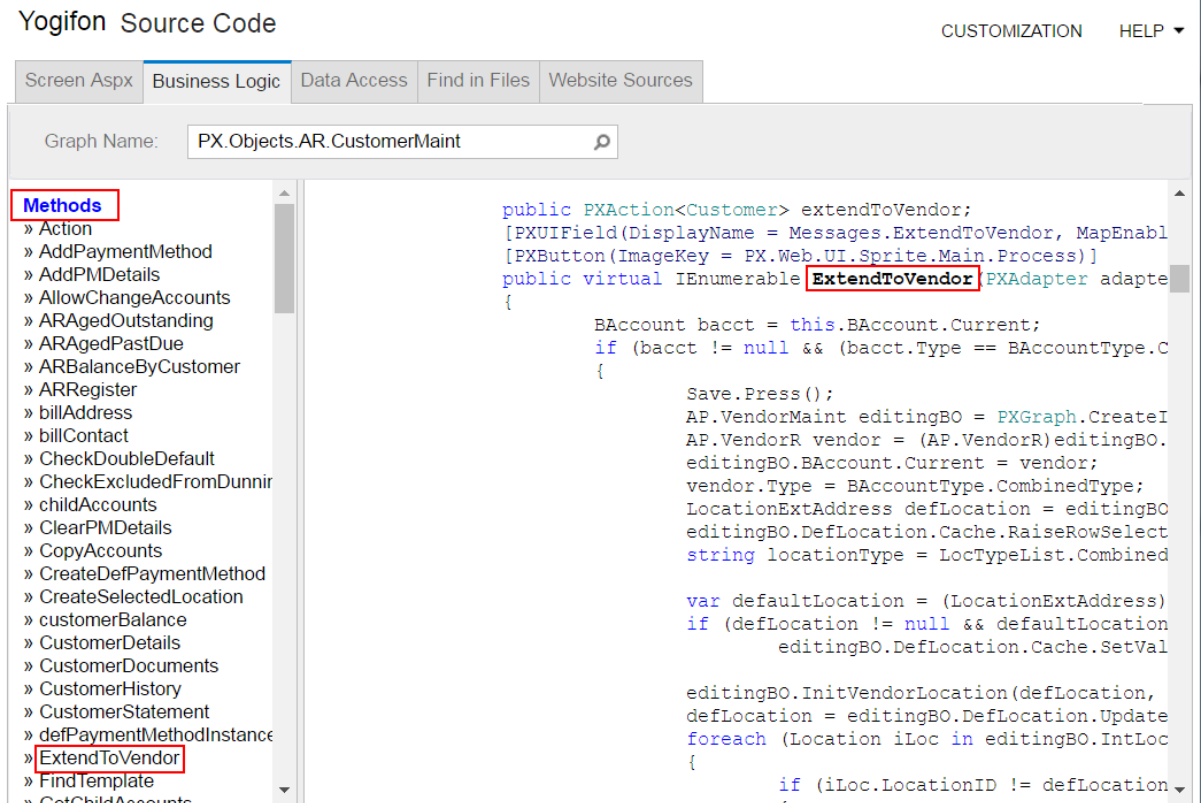 Yogifon Source Code
CUSTOMIZATION HELP
Screen Aspx Business Logic Data Access Find in Files Website Sources
Graph Name: PX.Objects.AR.CustomerMaint
Methods
» Action
» AddPaymentMethod
» AddPMDetails
» AllowChangeAccounts
» ARAgedOutstanding
» ARAgedPastDue
» ARBalanceByCustomer
» ARRegister
» billAddress
» billContact
» CheckDoubleDefault
» CheckExcludedFromDunnin
» childAccounts
» ClearPMDetails
» CopyAccounts
» CreateDefPaymentMethod
» CreateSelectedLocation
» customerBalance
» CustomerDetails
» CustomerDocuments
» CustomerHistory
» CustomerStatement
» defPaymentMethodInstance
» ExtendToVendor
» FindTemplate
» GetChildAccounts
public PXAction<Customer> extendToVendor;
[PXUIField(DisplayName = Messages.ExtendToVendor, MapEnabl
[PXButton(ImageKey = PX.Web.UI.Sprite.Main.Process)]
public virtual IEnumerable ExtendToVendor(PXAdapter adapte
{
BAccount bacct = this.BAccount.Current;
if (bacct != null && (bacct.Type == BAccountType.C
{
Save.Press();
AP.VendorMaint editingBO = PXGraph.CreateI
AP.VendorR vendor = (AP.VendorR)editingBO.
editingBO.BAccount.Current = vendor;
vendor.Type = BAccountType.CombinedType;
LocationExtAddress defLocation = editingBO
editingBO.DefLocation.Cache.RaiseRowSelect
string locationType = LocTypeList.Combined
var defaultLocation = (LocationExtAddress)
if (defLocation != null && defaultLocation
editingBO.DefLocation.Cache.SetVal
editingBO.InitVendorLocation(defLocation,
defLocation = editingBO.DefLocation.Update
foreach (Location iLoc in editingBO.IntLoc
{
if (iLoc.LocationID != defLocation